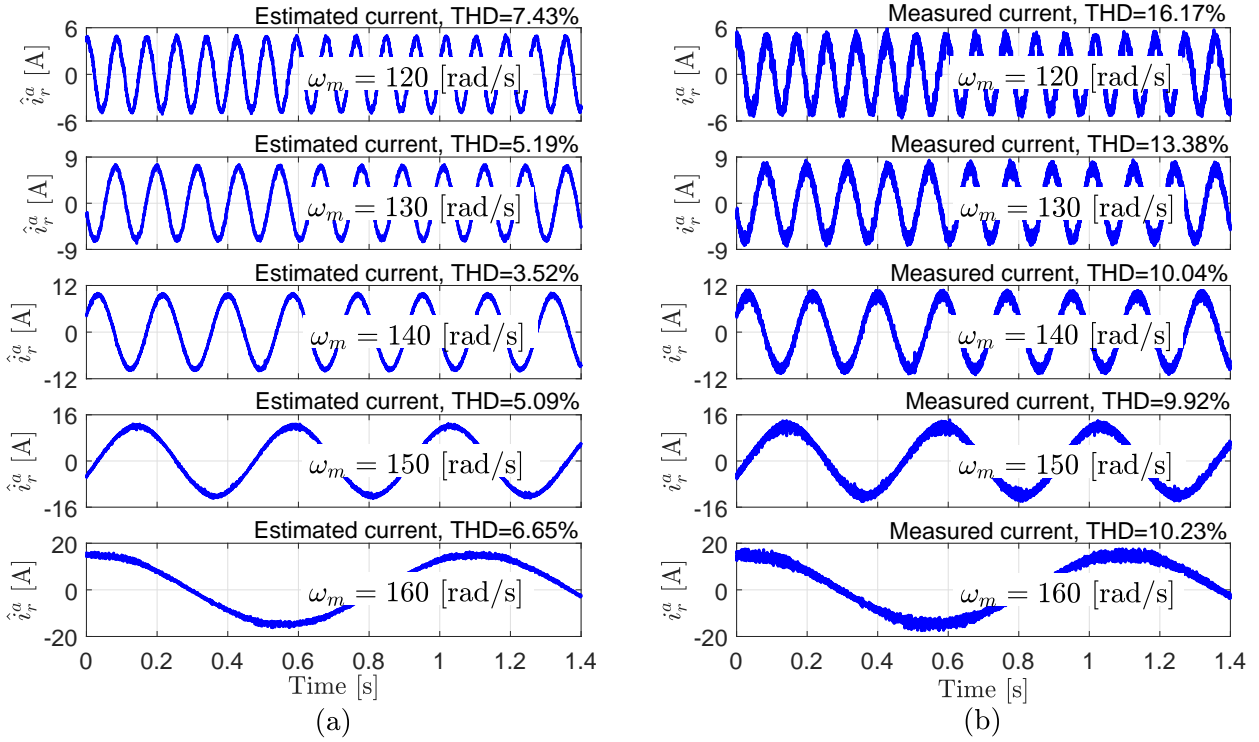 Estimated current, THD=7.43%
6
0
-6
î_r^a [A]
ω_m = 120 [rad/s]
Estimated current, THD=5.19%
9
0
-9
î_r^a [A]
ω_m = 130 [rad/s]
Estimated current, THD=3.52%
12
0
-12
î_r^a [A]
ω_m = 140 [rad/s]
Estimated current, THD=5.09%
16
0
-16
î_r^a [A]
ω_m = 150 [rad/s]
Estimated current, THD=6.65%
20
0
-20
î_r^a [A]
ω_m = 160 [rad/s]
0 0.2 0.4 0.6 0.8 1 1.2 1.4
Time [s]
(a)
Measured current, THD=16.17%
6
0
-6
i_r^a [A]
ω_m = 120 [rad/s]
Measured current, THD=13.38%
9
0
-9
i_r^a [A]
ω_m = 130 [rad/s]
Measured current, THD=10.04%
12
0
-12
i_r^a [A]
ω_m = 140 [rad/s]
Measured current, THD=9.92%
16
0
-16
i_r^a [A]
ω_m = 150 [rad/s]
Measured current, THD=10.23%
20
0
-20
i_r^a [A]
ω_m = 160 [rad/s]
0 0.2 0.4 0.6 0.8 1 1.2 1.4
Time [s]
(b)